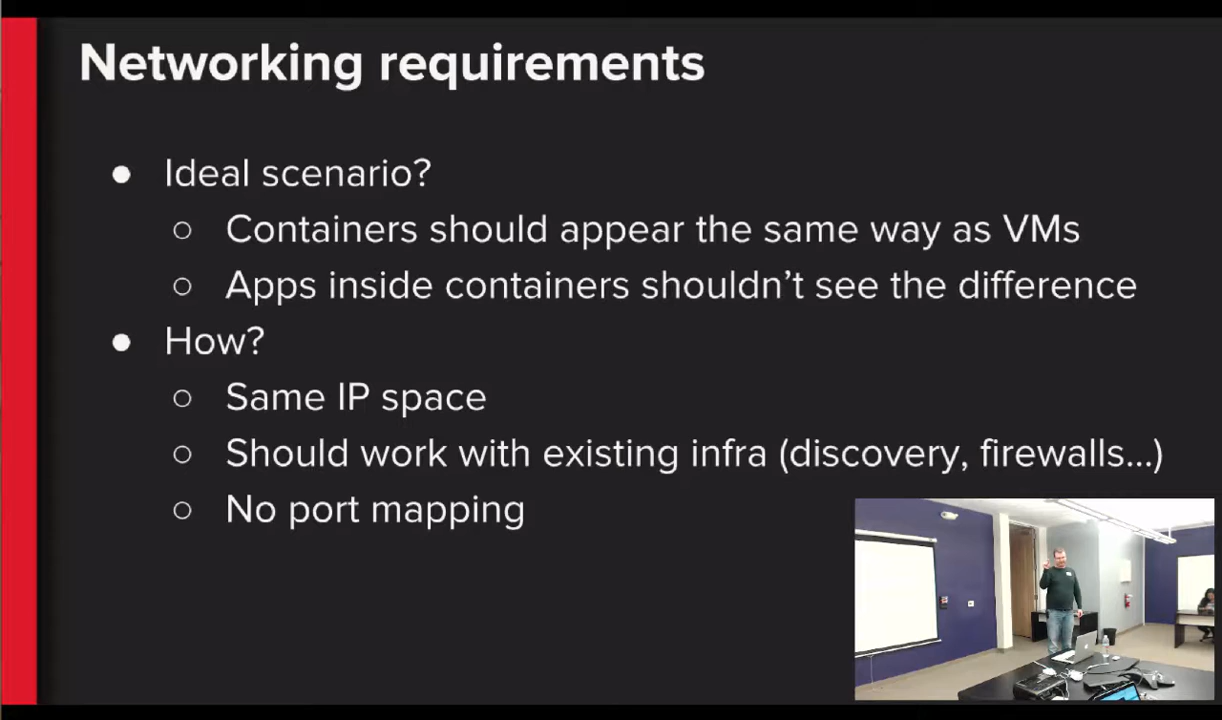 Networking requirements
● Ideal scenario?
○ Containers should appear the same way as VMs
○ Apps inside containers shouldn't see the difference
● How?
○ Same IP space
○ Should work with existing infra (discovery, firewalls...)
○ No port mapping